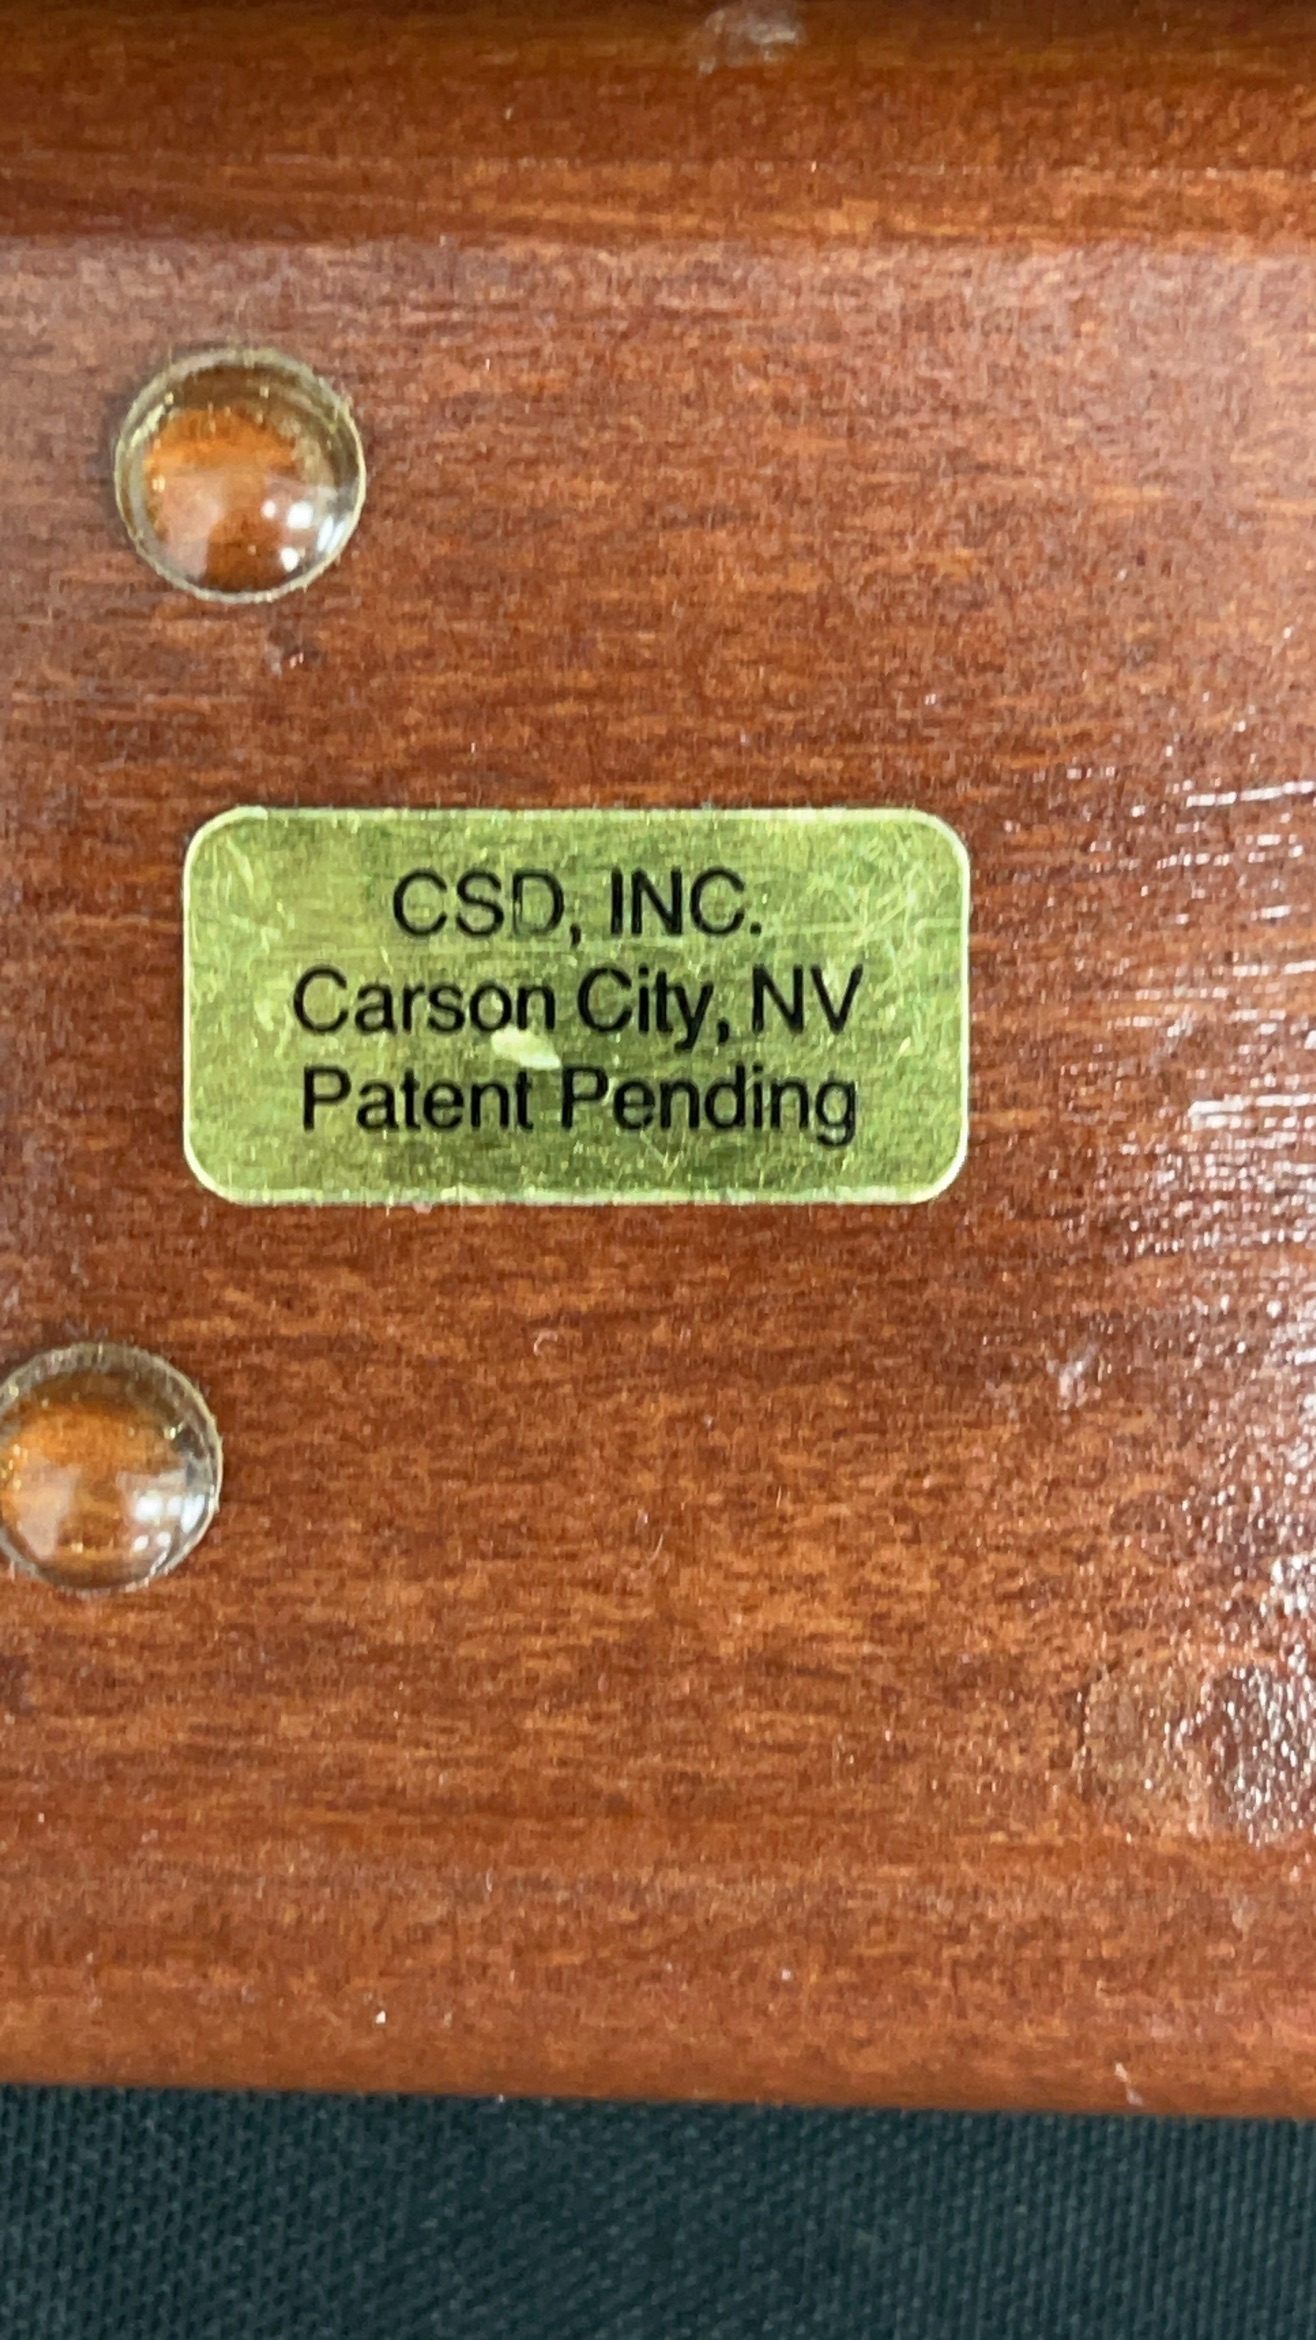 CSD, INC.
Carson City, NV
Patent Pending